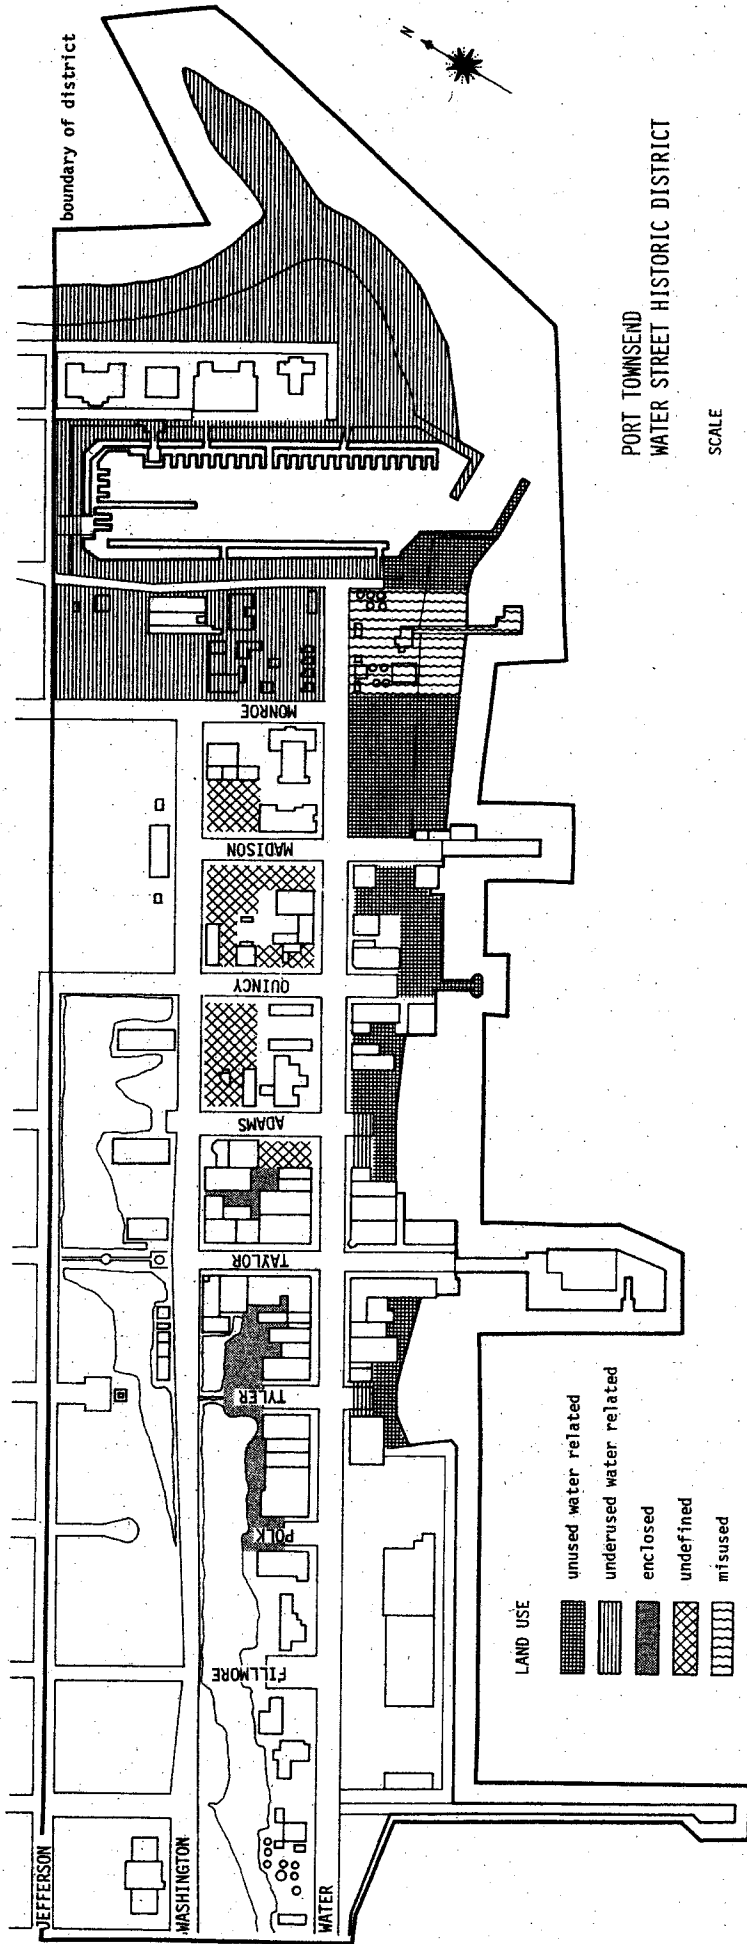 boundary of district
N
PORT TOWNSEND
WATER STREET HISTORIC DISTRICT
SCALE
JEFFERSON
WASHINGTON
WATER
FILLMORE
POLK
TYLER
TAYLOR
ADAMS
QUINCY
MADISON
MONROE
LAND USE
unused water related
underused water related
enclosed
undefined
misused